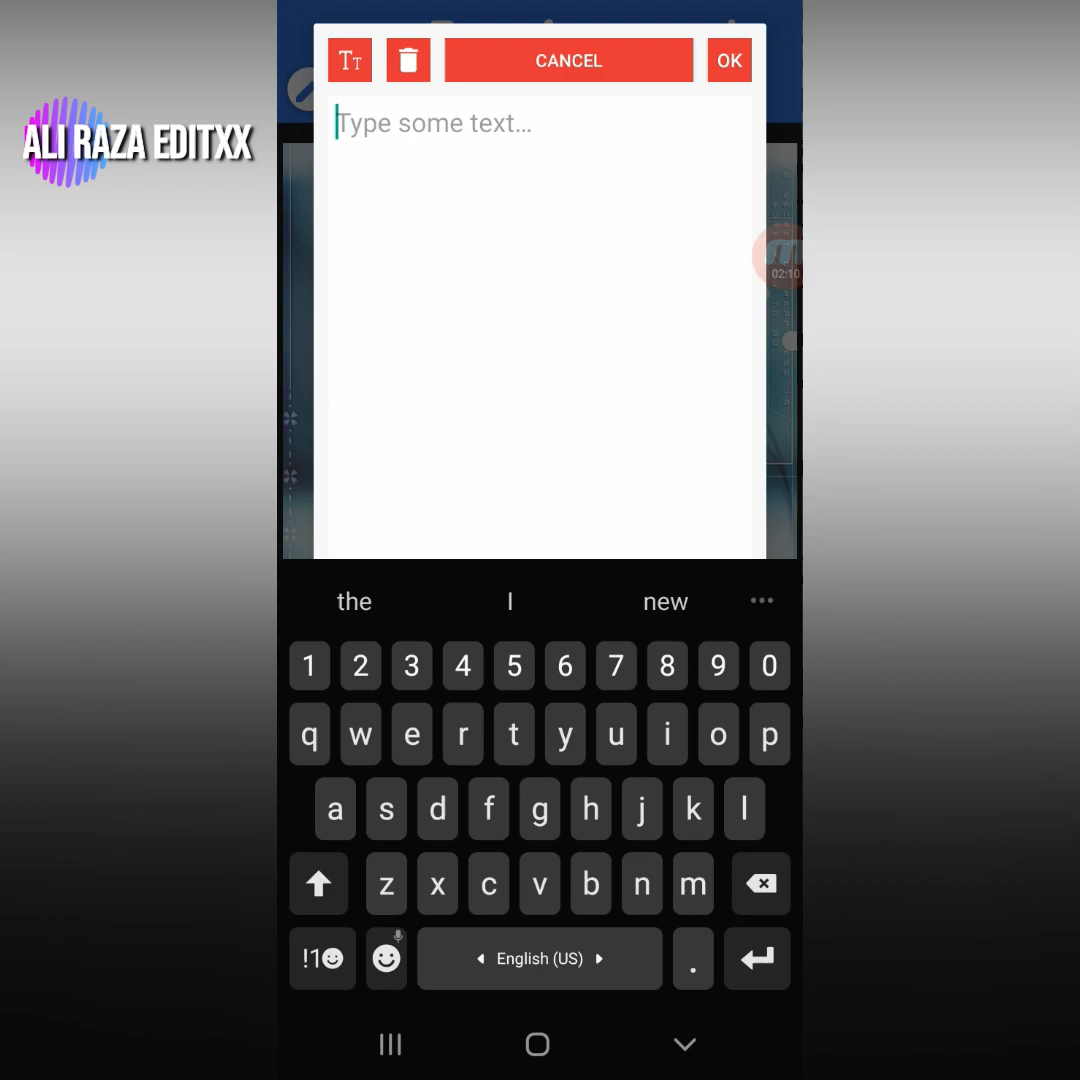 TT
CANCEL
OK
Type some text...
ALI RAZA EDITXX
02:10
the
I
new
1 2 3 4 5 6 7 8 9 0
q w e r t y u i o p
a s d f g h j k l
z x c v b n m
!1
English (US)
.